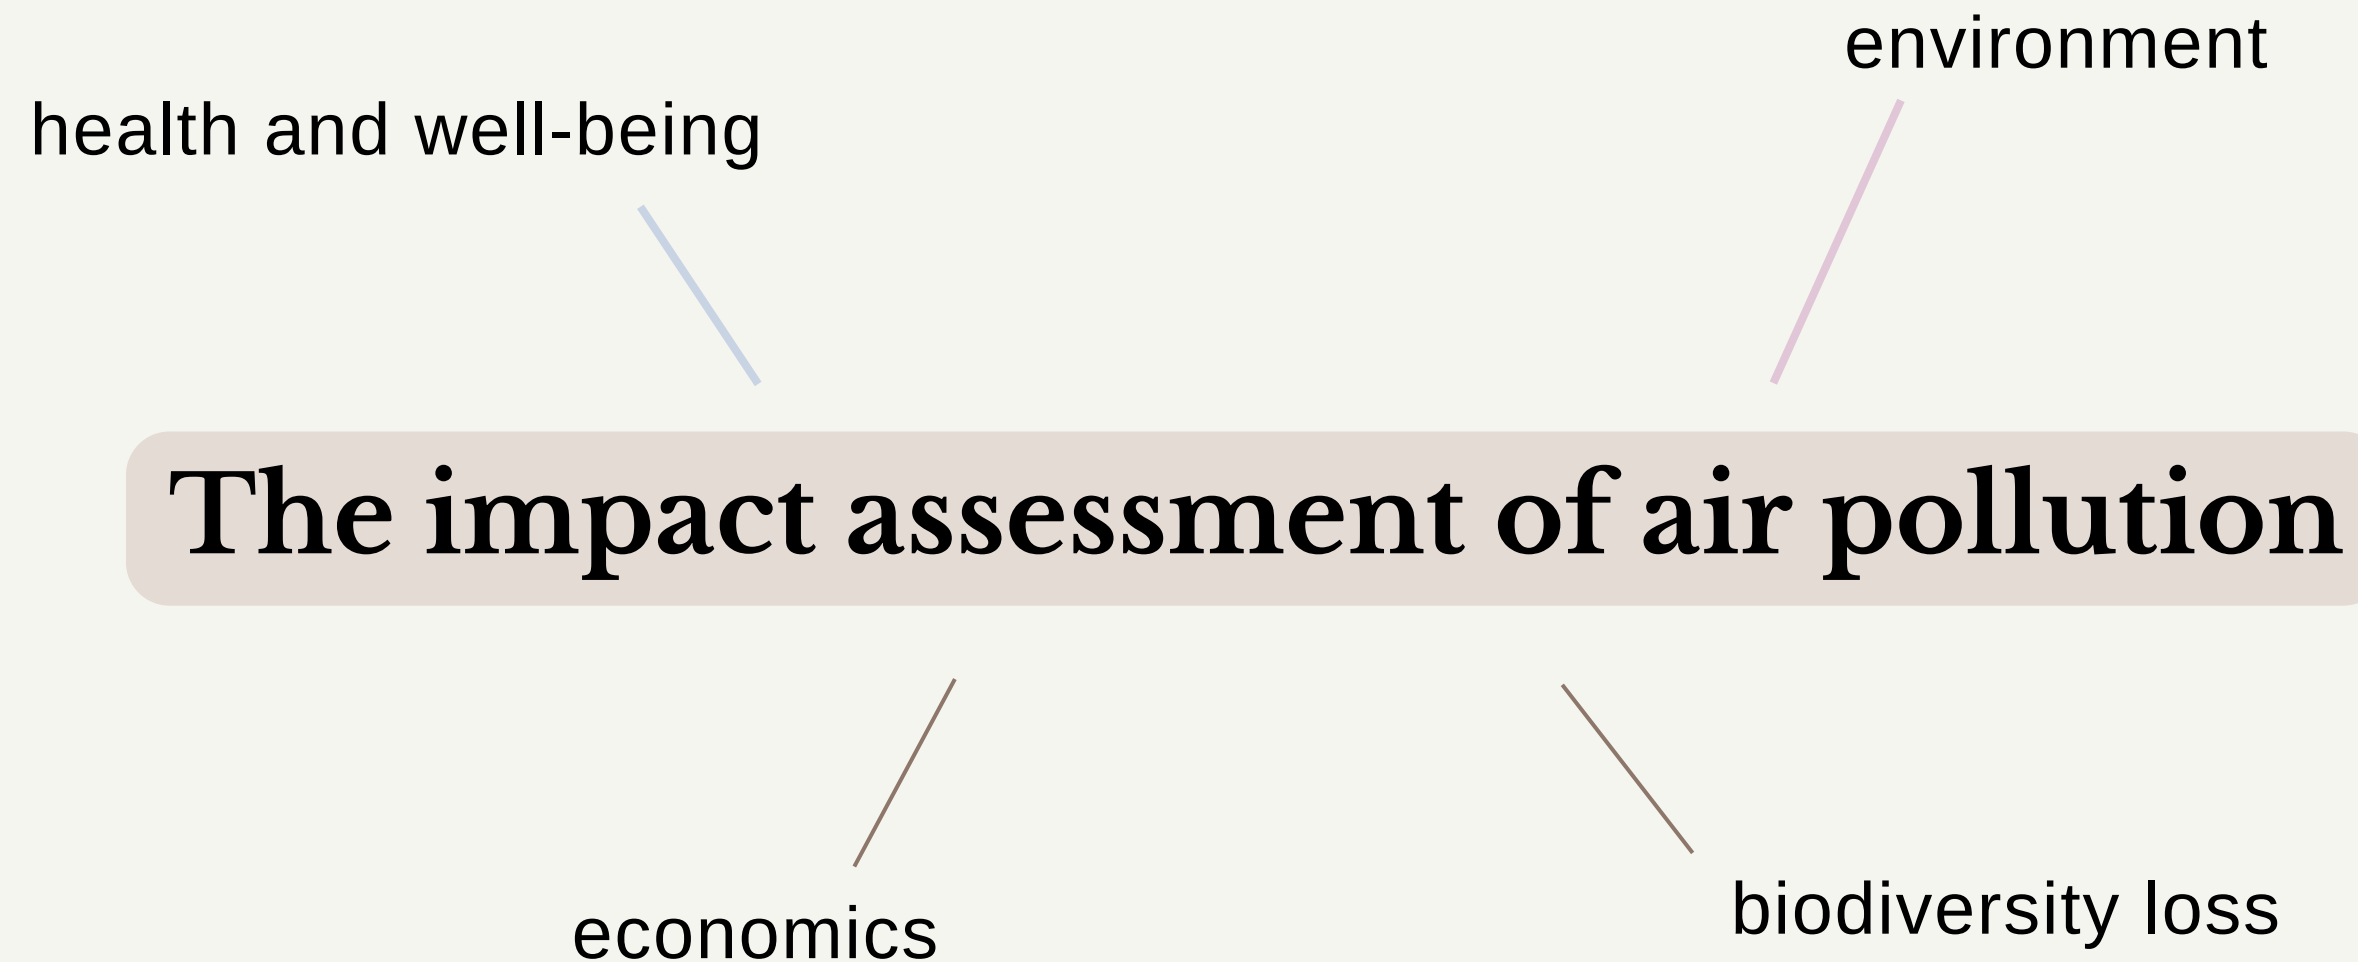 environment
health and well-being
The impact assessment of air pollution
economics
biodiversity loss